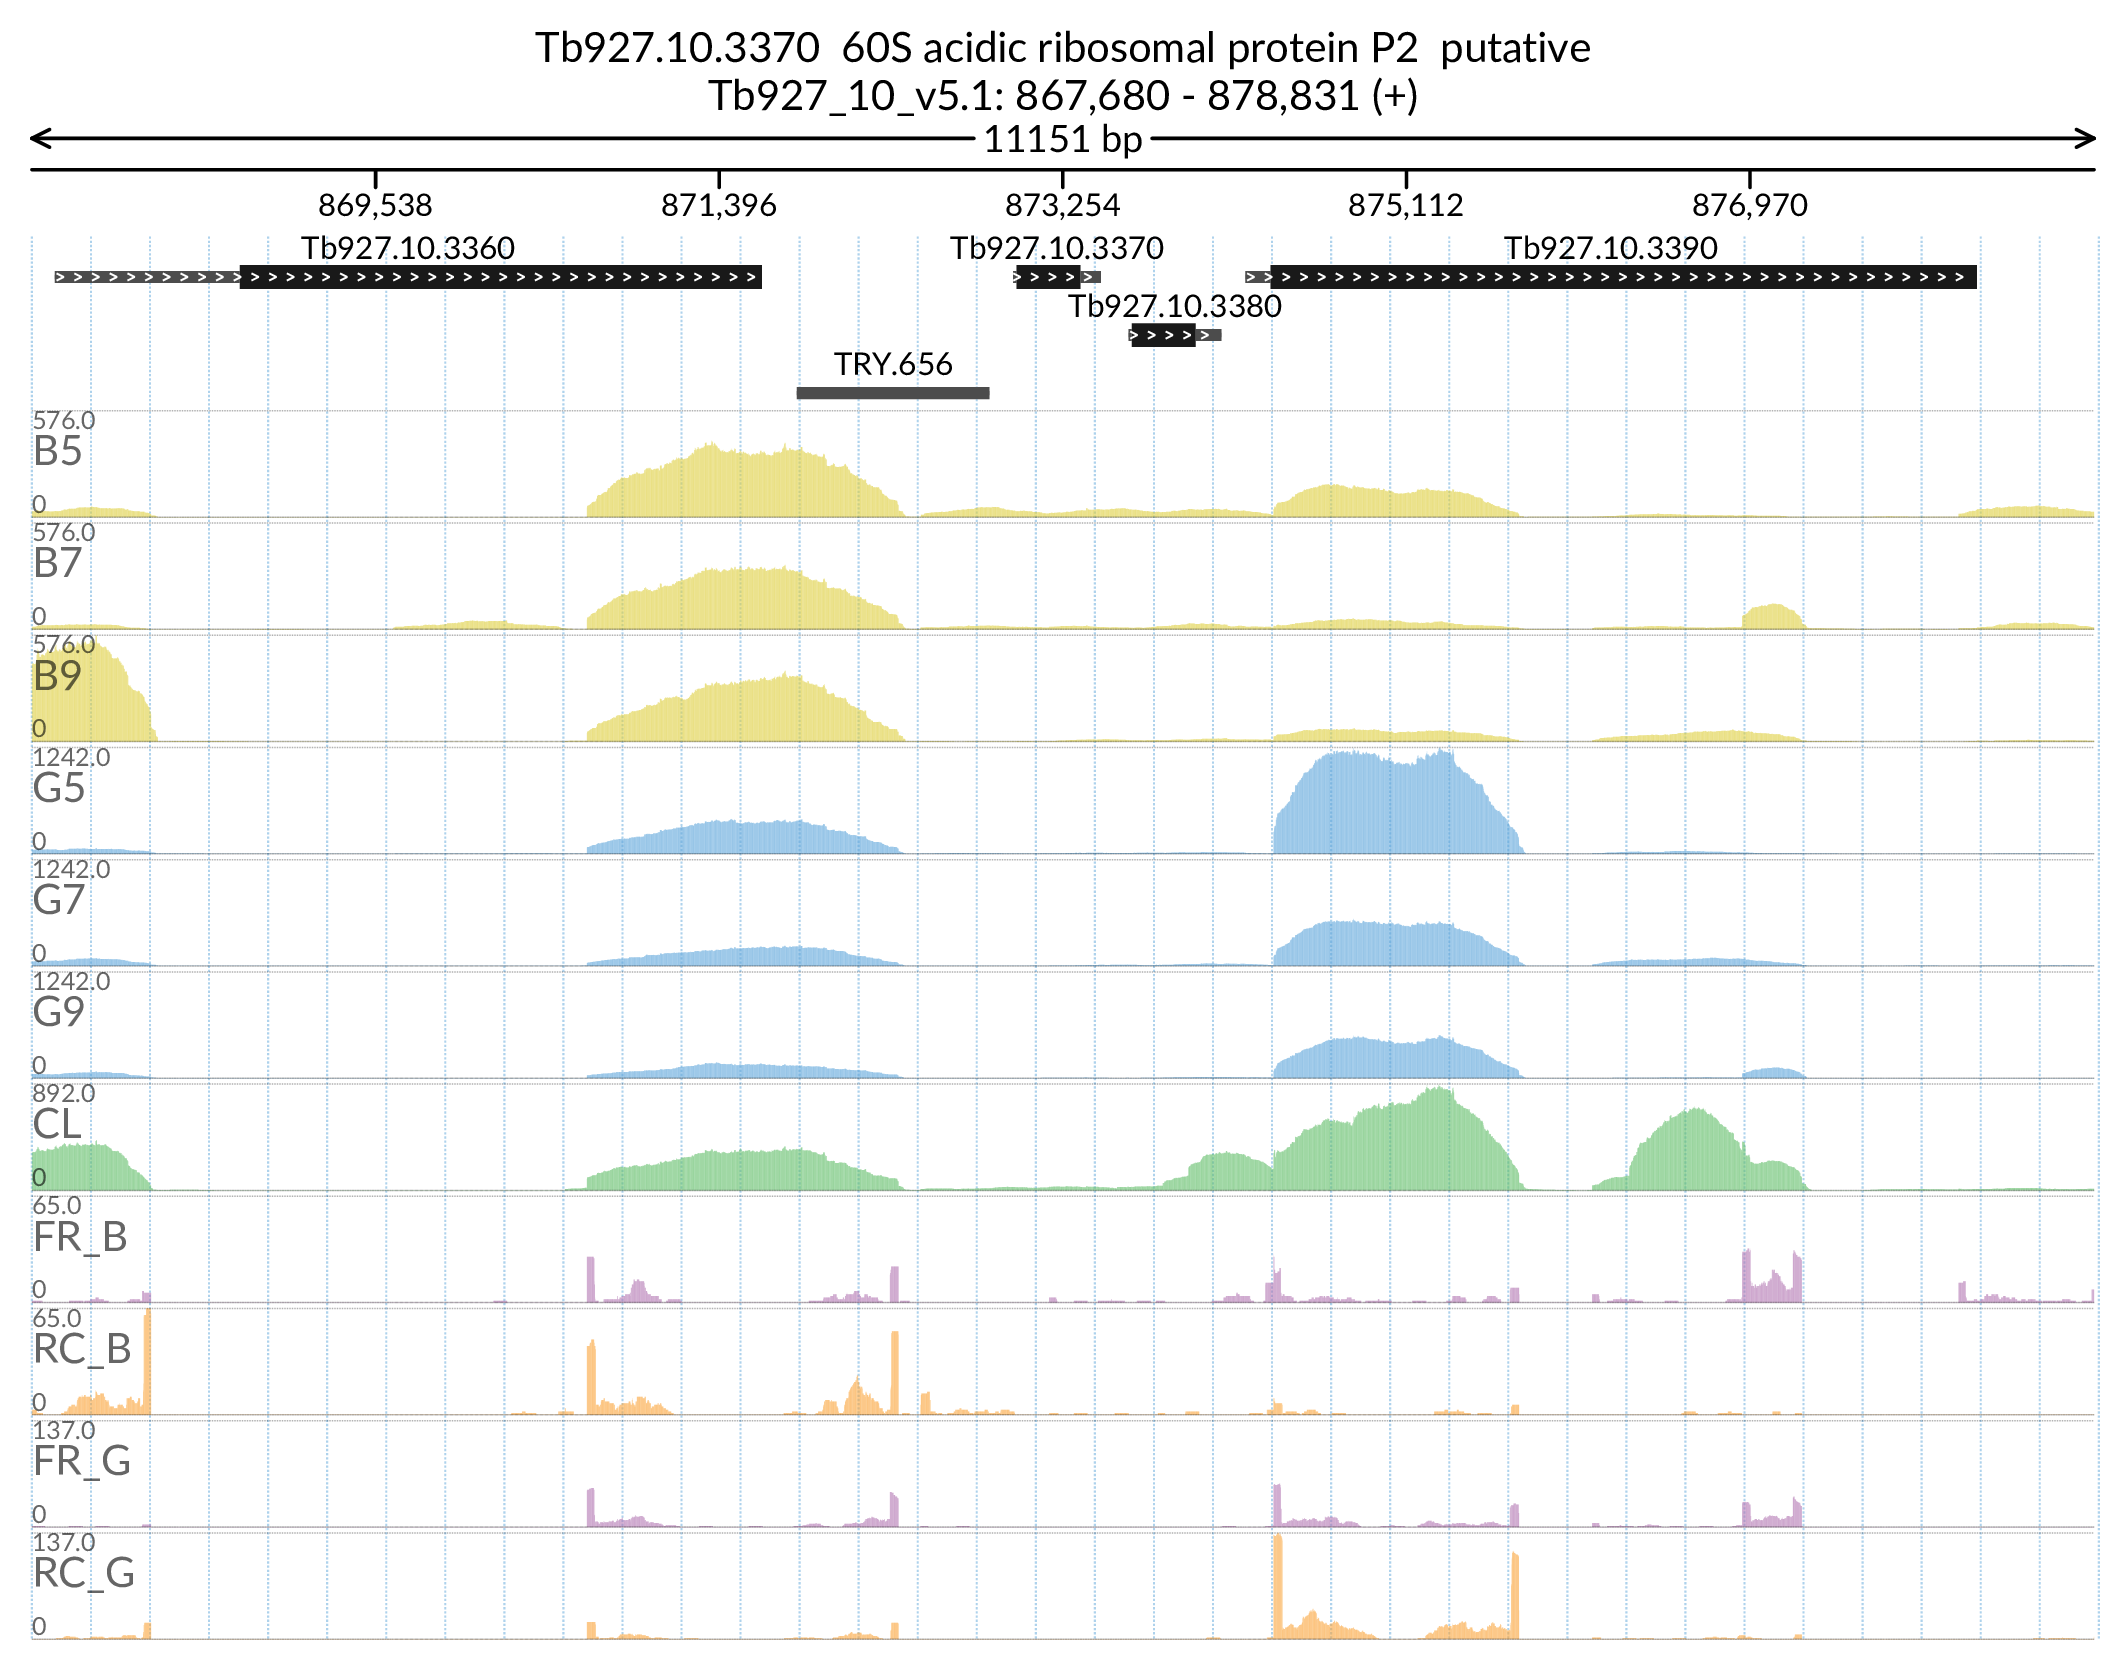 Tb927.10.3370  60S acidic ribosomal protein P2  putative
Tb927_10_v5.1: 867,680 - 878,831 (+)
11151 bp
869,538 871,396 873,254 875,112 876,970
Tb927.10.3360 Tb927.10.3370 Tb927.10.3390
Tb927.10.3380
TRY.656
576.0
B5
0
576.0
B7
0
576.0
B9
0
1242.0
G5
0
1242.0
G7
0
1242.0
G9
0
892.0
CL
0
65.0
FR_B
0
65.0
RC_B
0
137.0
FR_G
0
137.0
RC_G
0